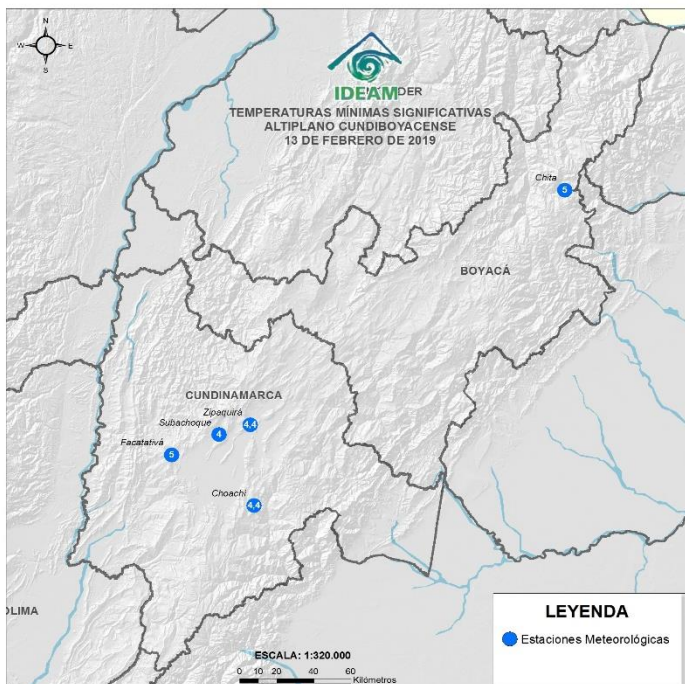 N
W
E
S
IDEAM
DER
TEMPERATURAS MÍNIMAS SIGNIFICATIVAS
ALTIPLANO CUNDIBOYACENSE
13 DE FEBRERO DE 2019
Chita
5
BOYACÁ
CUNDINAMARCA
Zipaquirá
4,4
Subachoque
4
Facatativá
5
Choachí
4,4
OLIMA
LEYENDA
Estaciones Meteorológicas
ESCALA: 1:320.000
0 10 20 40 60
Kilómetros